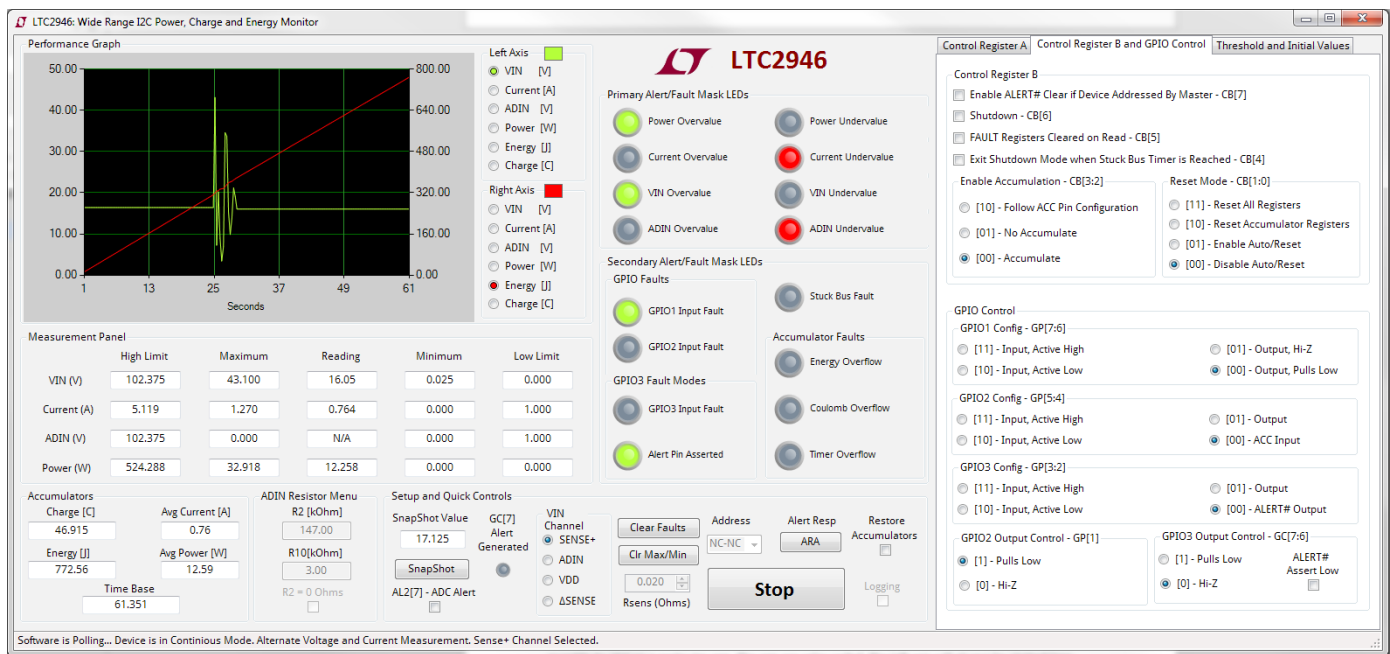 LTC2946: Wide Range I2C Power, Charge and Energy Monitor
Performance Graph
50.00
40.00
30.00
20.00
10.00
0.00
800.00
640.00
480.00
320.00
160.00
0.00
1 13 25 37 49 61
Seconds
Left Axis
VIN [V]
Current [A]
ADIN [V]
Power [W]
Energy [J]
Charge [C]
Right Axis
VIN [V]
Current [A]
ADIN [V]
Power [W]
Energy [J]
Charge [C]
Measurement Panel
High Limit Maximum Reading Minimum Low Limit
VIN (V) 102.375 43.100 16.05 0.025 0.000
Current (A) 5.119 1.270 0.764 0.000 1.000
ADIN (V) 102.375 0.000 N/A 0.000 1.000
Power (W) 524.288 32.918 12.258 0.000 0.000
Accumulators
Charge [C] Avg Current [A]
46.915 0.76
Energy [J] Avg Power [W]
772.56 12.59
Time Base
61.351
ADIN Resistor Menu
R2 [kOhm]
147.00
R10[kOhm]
3.00
R2 = 0 Ohms
Setup and Quick Controls
SnapShot Value
17.125
SnapShot
AL2[7] - ADC Alert
GC[7]
Alert
Generated
VIN
Channel
SENSE+
ADIN
VDD
ΔSENSE
Clear Faults
Clr Max/Min
0.020
Rsens (Ohms)
Address
NC-NC
Alert Resp
ARA
Restore
Accumulators
Stop
Logging
LTC2946
Primary Alert/Fault Mask LEDs
Power Overvalue Power Undervalue
Current Overvalue Current Undervalue
VIN Overvalue VIN Undervalue
ADIN Overvalue ADIN Undervalue
Secondary Alert/Fault Mask LEDs
GPIO Faults
GPIO1 Input Fault
GPIO2 Input Fault
GPIO3 Fault Modes
GPIO3 Input Fault
Alert Pin Asserted
Stuck Bus Fault
Accumulator Faults
Energy Overflow
Coulomb Overflow
Timer Overflow
Control Register A Control Register B and GPIO Control Threshold and Initial Values
Control Register B
Enable ALERT# Clear if Device Addressed By Master - CB[7]
Shutdown - CB[6]
FAULT Registers Cleared on Read - CB[5]
Exit Shutdown Mode when Stuck Bus Timer is Reached - CB[4]
Enable Accumulation - CB[3:2]
[10] - Follow ACC Pin Configuration
[01] - No Accumulate
[00] - Accumulate
Reset Mode - CB[1:0]
[11] - Reset All Registers
[10] - Reset Accumulator Registers
[01] - Enable Auto/Reset
[00] - Disable Auto/Reset
GPIO Control
GPIO1 Config - GP[7:6]
[11] - Input, Active High [01] - Output, Hi-Z
[10] - Input, Active Low [00] - Output, Pulls Low
GPIO2 Config - GP[5:4]
[11] - Input, Active High [01] - Output
[10] - Input, Active Low [00] - ACC Input
GPIO3 Config - GP[3:2]
[11] - Input, Active High [01] - Output
[10] - Input, Active Low [00] - ALERT# Output
GPIO2 Output Control - GP[1]
[1] - Pulls Low
[0] - Hi-Z
GPIO3 Output Control - GC[7:6]
[1] - Pulls Low
[0] - Hi-Z
ALERT#
Assert Low
Software is Polling... Device is in Continious Mode. Alternate Voltage and Current Measurement. Sense+ Channel Selected.